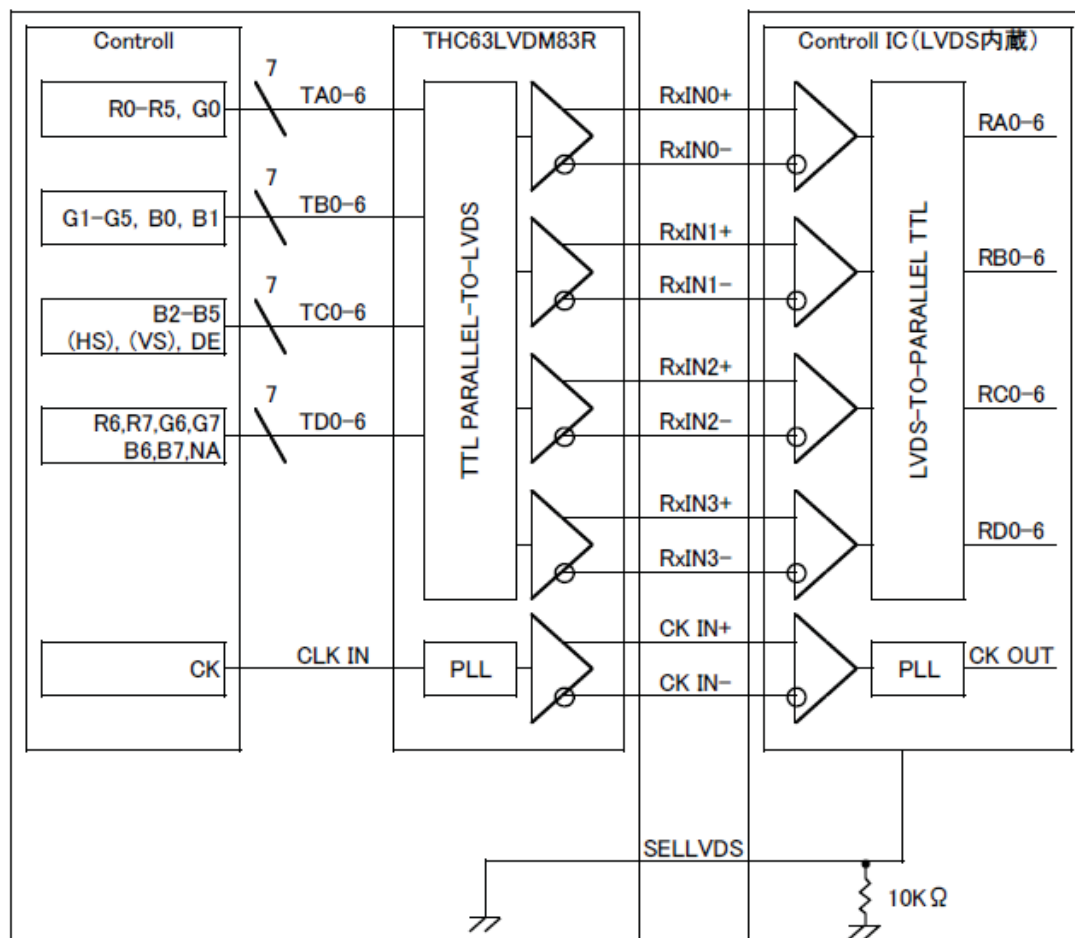 Controll
THC63LVDM83R
Controll IC(LVDS内蔵)
7
R0-R5, G0
TA0-6
RxIN0+
RA0-6
RxIN0-
7
G1-G5, B0, B1
TB0-6
RxIN1+
RB0-6
RxIN1-
7
B2-B5
(HS), (VS), DE
TC0-6
RxIN2+
RC0-6
RxIN2-
7
R6,R7,G6,G7
B6,B7,NA
TD0-6
RxIN3+
RD0-6
RxIN3-
TTL PARALLEL-TO-LVDS
LVDS-TO-PARALLEL TTL
CK
CLK IN
PLL
CK IN+
CK IN-
PLL
CK OUT
SELLVDS
10KΩ